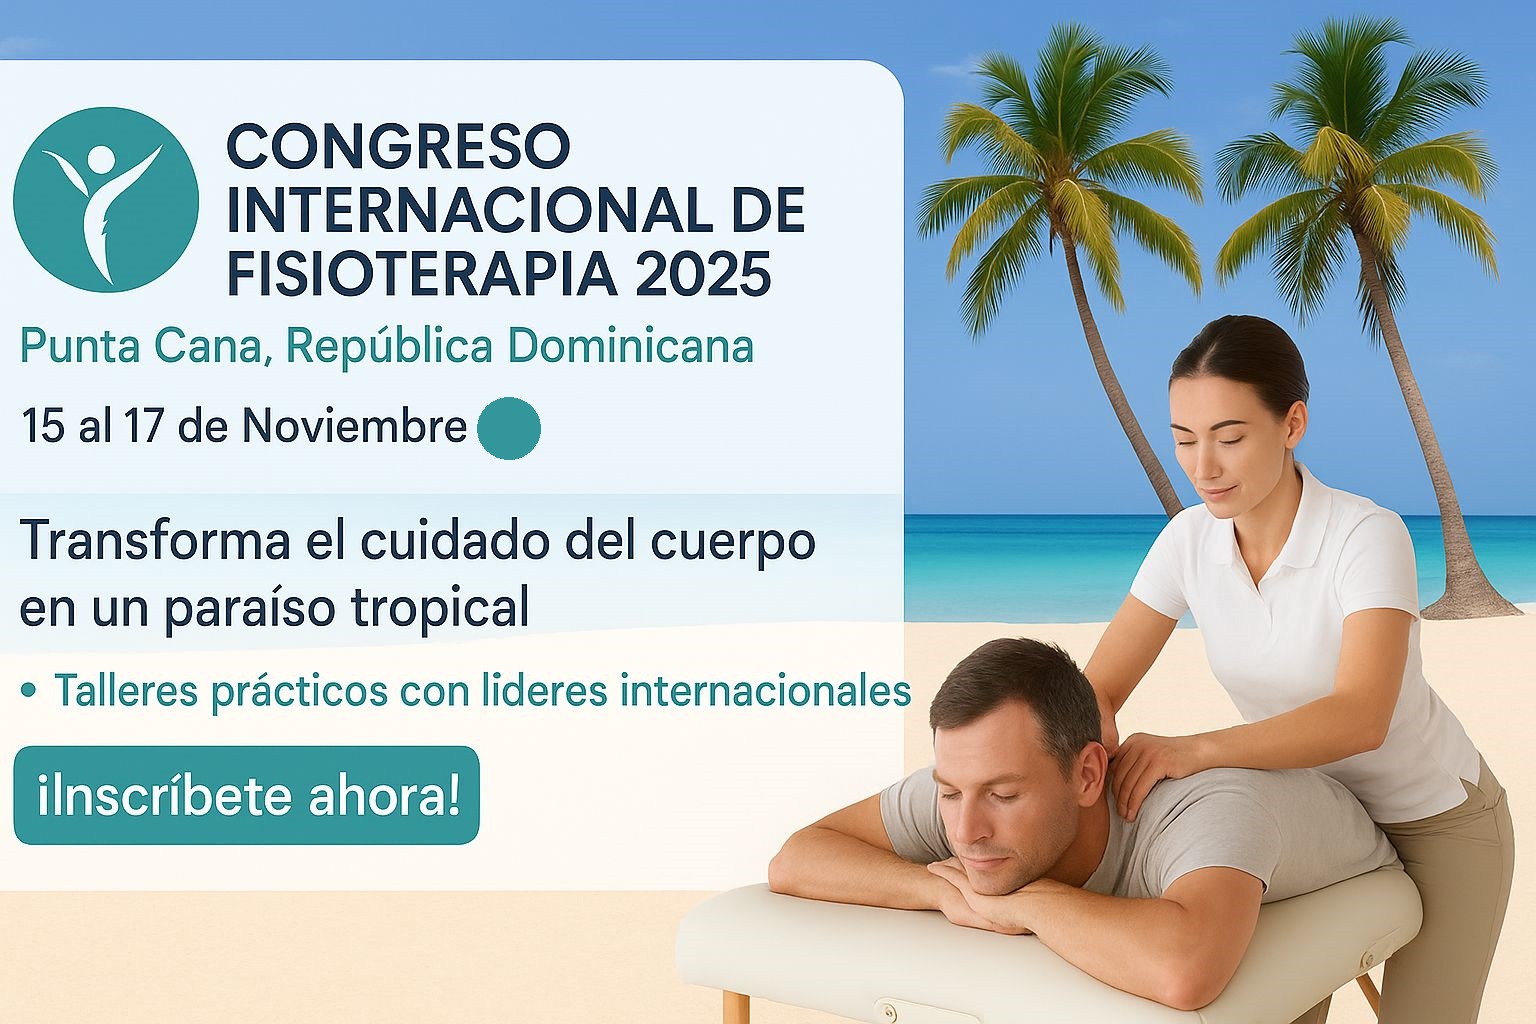 CONGRESO
INTERNACIONAL DE
FISIOTERAPIA 2025
Punta Cana, República Dominicana
15 al 17 de Noviembre
Transforma el cuidado del cuerpo
en un paraíso tropical
• Talleres prácticos con lideres internacionales
¡Inscríbete ahora!